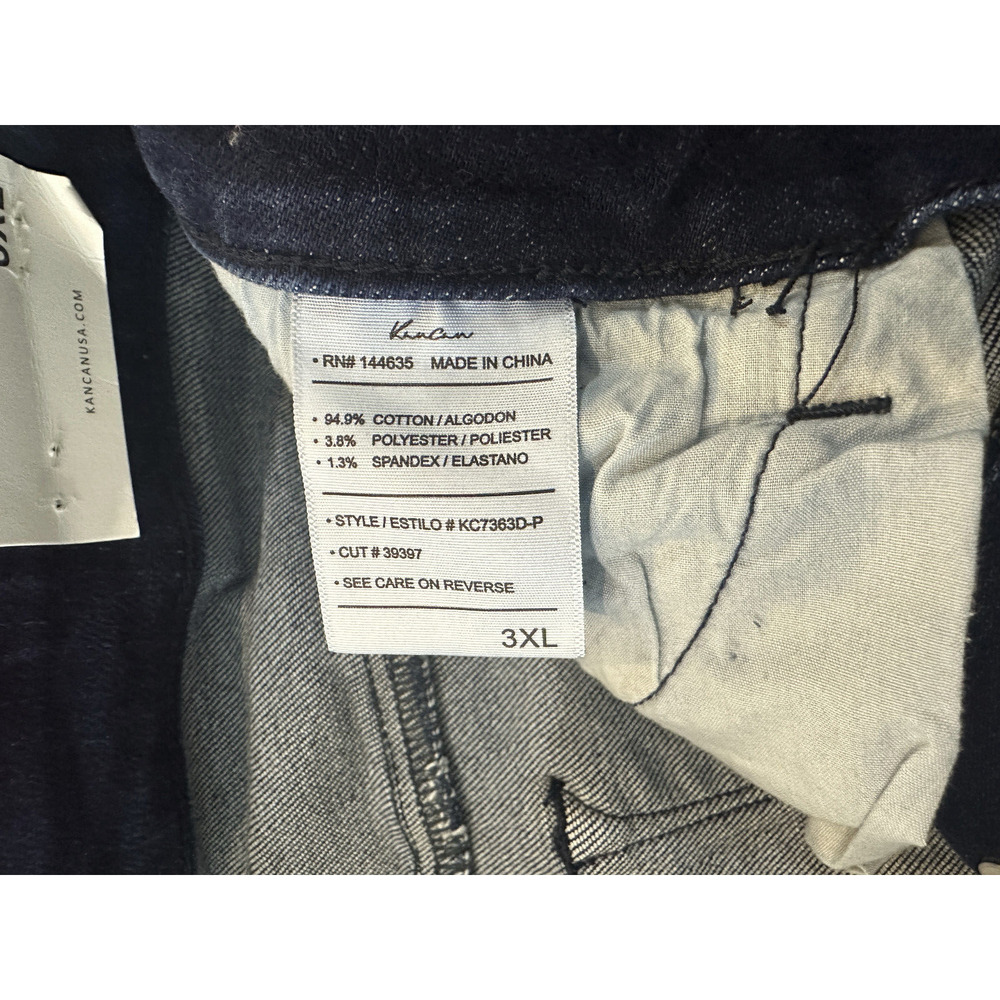 Kancan
• RN# 144635 MADE IN CHINA
• 94.9% COTTON / ALGODON
• 3.8% POLYESTER / POLIESTER
• 1.3% SPANDEX / ELASTANO
• STYLE / ESTILO # KC7363D-P
• CUT # 39397
• SEE CARE ON REVERSE
3XL
KANCANUSA.COM